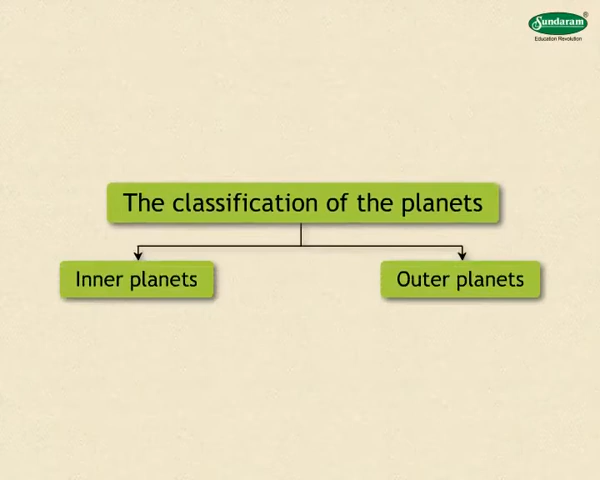 Sundaram®
Education Revolution
The classification of the planets
Inner planets
Outer planets